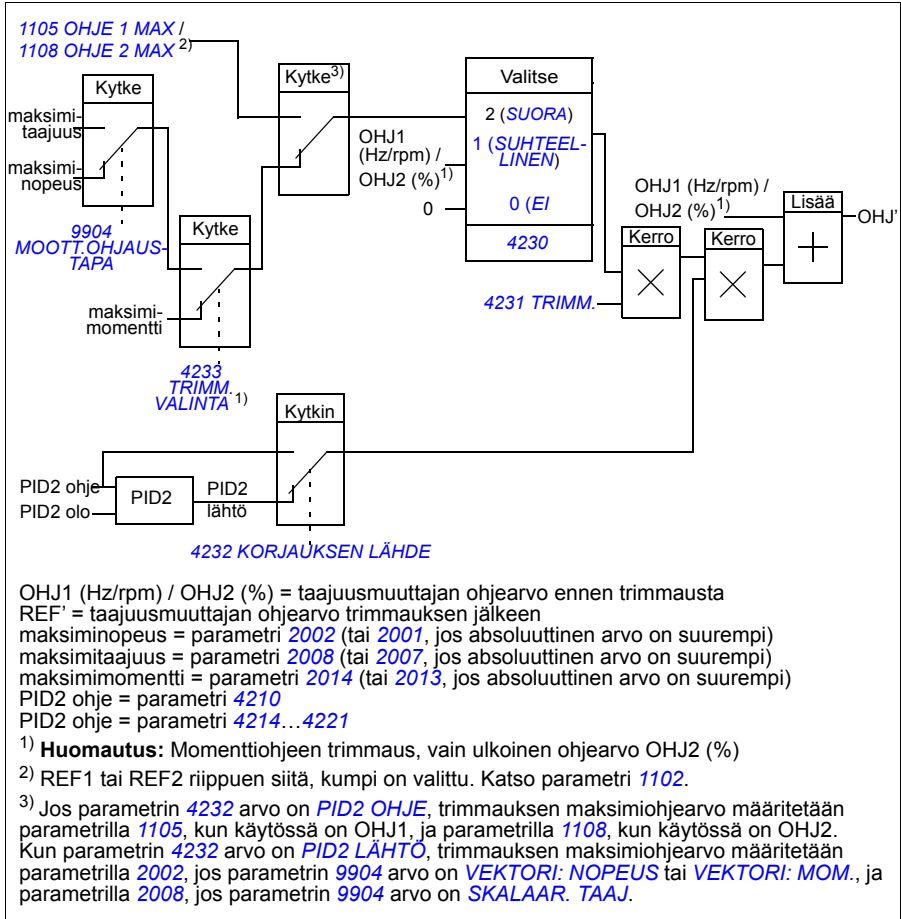 1105 OHJE 1 MAX /
1108 OHJE 2 MAX 2)
Kytke
maksimi-
taajuus
maksimi-
nopeus
9904
MOOTT.OHJAUS-
TAPA
Kytke
maksimi-
momentti
4233
TRIMM.
VALINTA 1)
Kytke3)
OHJ1
(Hz/rpm) /
OHJ2 (%)1)
0
Valitse
2 (SUORA)
1 (SUHTEEL-
LINEN)
0 (EI
4230
4231 TRIMM.
Kerro
Kerro
OHJ1 (Hz/rpm) /
OHJ2 (%)1)
Lisää
OHJ'
PID2 ohje
PID2 olo
PID2
PID2
lähtö
Kytkin
4232 KORJAUKSEN LÄHDE
OHJ1 (Hz/rpm) / OHJ2 (%) = taajuusmuuttajan ohjearvo ennen trimmausta
REF' = taajuusmuuttajan ohjearvo trimmauksen jälkeen
maksiminopeus = parametri 2002 (tai 2001, jos absoluuttinen arvo on suurempi)
maksimitaajuus = parametri 2008 (tai 2007, jos absoluuttinen arvo on suurempi)
maksimimomentti = parametri 2014 (tai 2013, jos absoluuttinen arvo on suurempi)
PID2 ohje = parametri 4210
PID2 ohje = parametri 4214…4221
1) Huomautus: Momenttiohjeen trimmaus, vain ulkoinen ohjearvo OHJ2 (%)
2) REF1 tai REF2 riippuen siitä, kumpi on valittu. Katso parametri 1102.
3) Jos parametrin 4232 arvo on PID2 OHJE, trimmauksen maksimiohjearvo määritetään
parametrilla 1105, kun käytössä on OHJ1, ja parametrilla 1108, kun käytössä on OHJ2.
Kun parametrin 4232 arvo on PID2 LÄHTÖ, trimmauksen maksimiohjearvo määritetään
parametrilla 2002, jos parametrin 9904 arvo on VEKTORI: NOPEUS tai VEKTORI: MOM., ja
parametrilla 2008, jos parametrin 9904 arvo on SKALAAR. TAAJ.